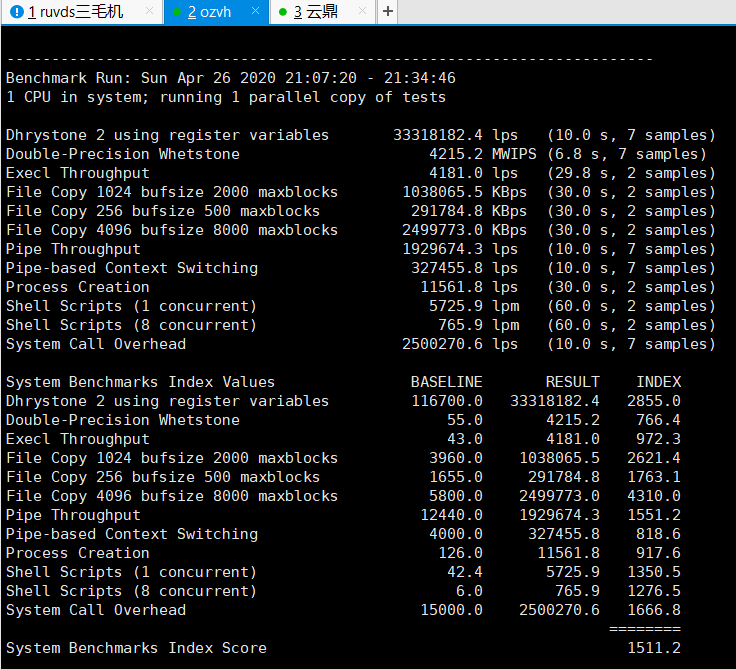 1 ruvds三毛机 2 ozvh 3 云鼎
------------------------------------------------------------------------
Benchmark Run: Sun Apr 26 2020 21:07:20 - 21:34:46
1 CPU in system; running 1 parallel copy of tests
Dhrystone 2 using register variables 33318182.4 lps (10.0 s, 7 samples)
Double-Precision Whetstone 4215.2 MWIPS (6.8 s, 7 samples)
Execl Throughput 4181.0 lps (29.8 s, 2 samples)
File Copy 1024 bufsize 2000 maxblocks 1038065.5 KBps (30.0 s, 2 samples)
File Copy 256 bufsize 500 maxblocks 291784.8 KBps (30.0 s, 2 samples)
File Copy 4096 bufsize 8000 maxblocks 2499773.0 KBps (30.0 s, 2 samples)
Pipe Throughput 1929674.3 lps (10.0 s, 7 samples)
Pipe-based Context Switching 327455.8 lps (10.0 s, 7 samples)
Process Creation 11561.8 lps (30.0 s, 2 samples)
Shell Scripts (1 concurrent) 5725.9 lpm (60.0 s, 2 samples)
Shell Scripts (8 concurrent) 765.9 lpm (60.0 s, 2 samples)
System Call Overhead 2500270.6 lps (10.0 s, 7 samples)
System Benchmarks Index Values BASELINE RESULT INDEX
Dhrystone 2 using register variables 116700.0 33318182.4 2855.0
Double-Precision Whetstone 55.0 4215.2 766.4
Execl Throughput 43.0 4181.0 972.3
File Copy 1024 bufsize 2000 maxblocks 3960.0 1038065.5 2621.4
File Copy 256 bufsize 500 maxblocks 1655.0 291784.8 1763.1
File Copy 4096 bufsize 8000 maxblocks 5800.0 2499773.0 4310.0
Pipe Throughput 12440.0 1929674.3 1551.2
Pipe-based Context Switching 4000.0 327455.8 818.6
Process Creation 126.0 11561.8 917.6
Shell Scripts (1 concurrent) 42.4 5725.9 1350.5
Shell Scripts (8 concurrent) 6.0 765.9 1276.5
System Call Overhead 15000.0 2500270.6 1666.8
========
System Benchmarks Index Score 1511.2